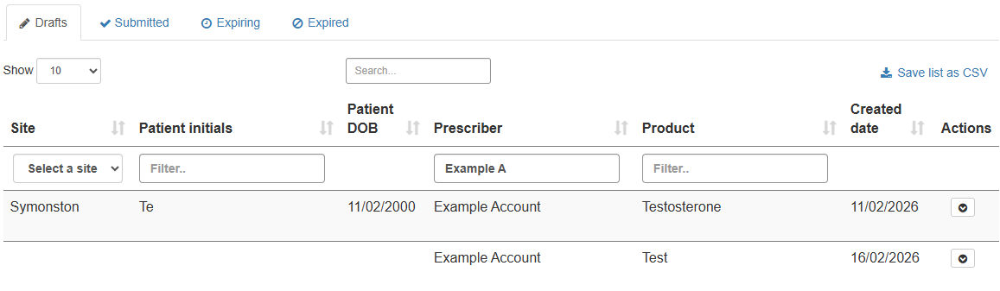 Drafts Submitted Expiring Expired
Show 10 Search... Save list as CSV
Site Patient initials Patient DOB Prescriber Product Created date Actions
Select a site Filter.. Example A Filter..
Symonston Te 11/02/2000 Example Account Testosterone 11/02/2026
Example Account Test 16/02/2026